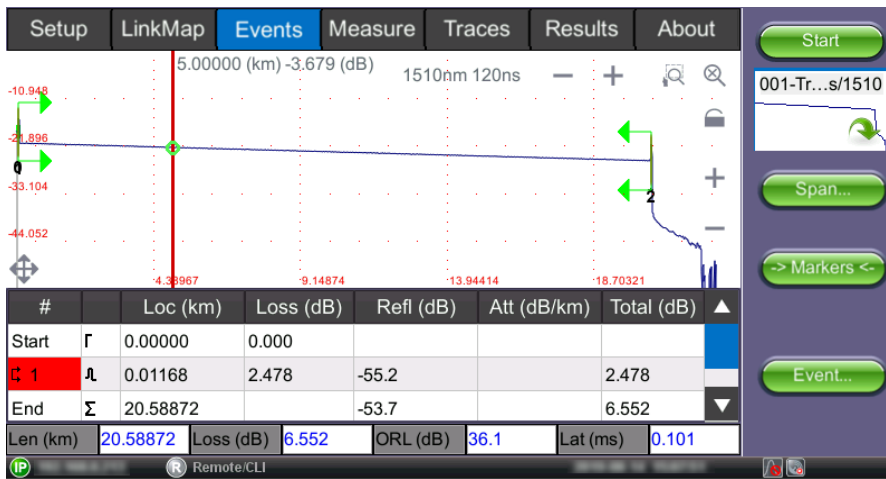 Setup LinkMap Events Measure Traces Results About
Start
5.00000 (km) -3.679 (dB) 1510nm 120ns
001-Tr...s/1510
-10.948
-21.896
0
-33.104
2
Span...
-44.052
-> Markers <-
4.38967 9.14874 13.94414 18.70321
# Loc (km) Loss (dB) Refl (dB) Att (dB/km) Total (dB)
Start 0.00000 0.000
1 0.01168 2.478 -55.2 2.478
Event...
End Σ 20.58872 -53.7 6.552
Len (km) 20.58872 Loss (dB) 6.552 ORL (dB) 36.1 Lat (ms) 0.101
IP R Remote/CLI